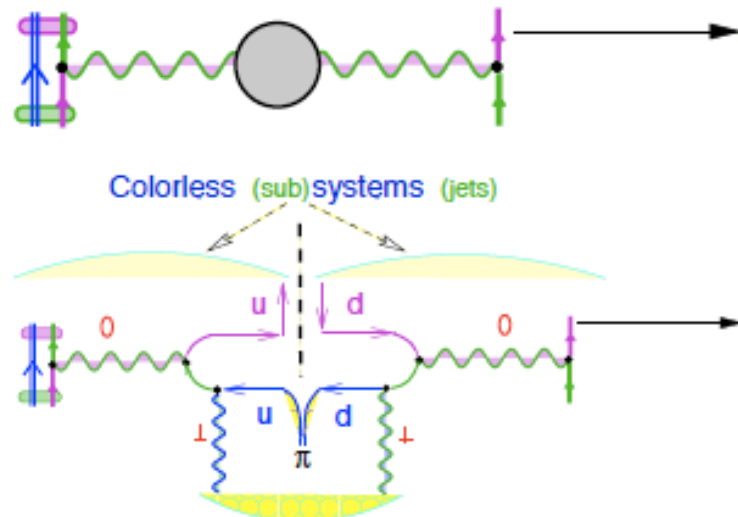 Colorless (sub)systems (jets)
u d
0 0
u d
⊥ ⊥
π